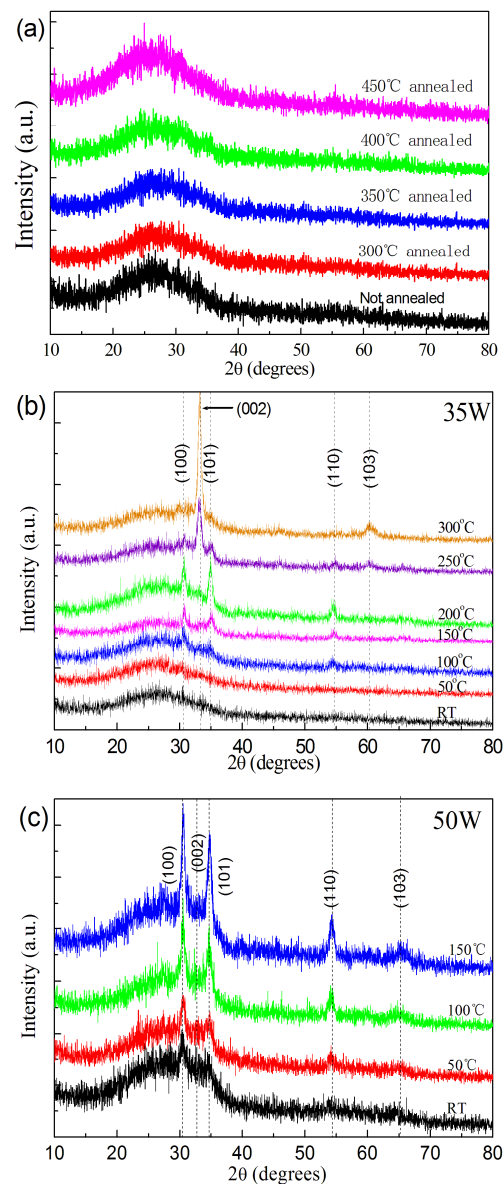 (a)
450℃ annealed
400℃ annealed
350℃ annealed
300℃ annealed
Not annealed
Intensity (a.u.)
10 20 30 40 50 60 70 80
2θ (degrees)
(b)
35W
(002)
(100)
(101)
(110)
(103)
300°C
250°C
200°C
150°C
100°C
50°C
RT
Intensity (a.u.)
10 20 30 40 50 60 70 80
2θ (degrees)
(c)
50W
(100)
(002)
(101)
(110)
(103)
150℃
100℃
50℃
RT
Intensity (a.u.)
10 20 30 40 50 60 70 80
2θ (degrees)